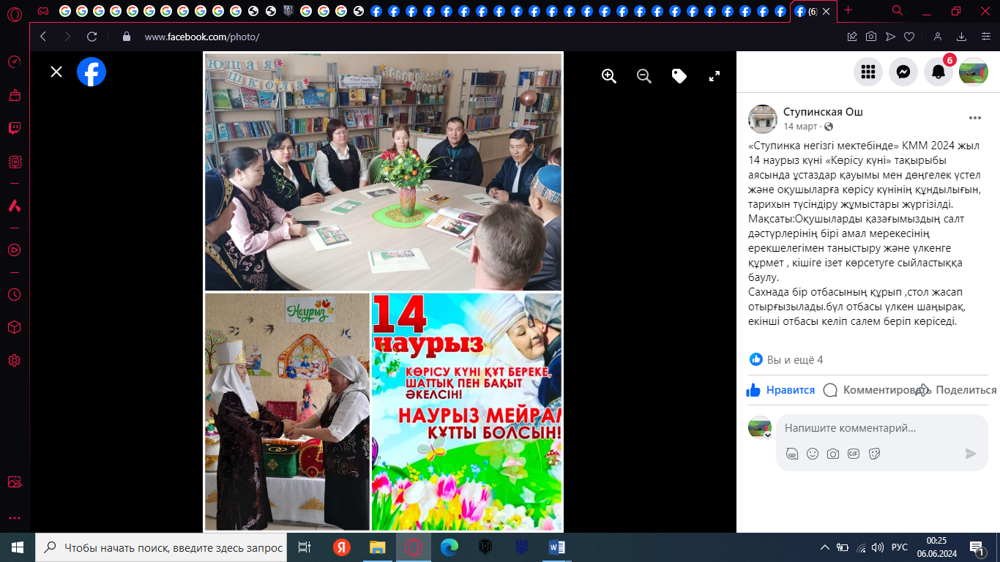 (6)
www.facebook.com/photo/
ЮЩАЯ
ШКОЛА
Наурыз
14
наурыз
КӨРІСУ КҮНІ ҚҰТ БЕРЕКЕ,
ШАТТЫҚ ПЕН БАҚЫТ
ӘКЕЛСІН!
НАУРЫЗ МЕЙРАМ
ҚҰТТЫ БОЛСЫН!
6
Ступинская Ош
14 март ·
«Ступинка негізгі мектебінде» КММ 2024 жыл
14 наурыз күні «Көрісу күні» тақырыбы
аясында ұстаздар қауымы мен дөңгелек үстел
және оқушыларға көрісу күнінің құндылығын,
тарихын түсіндіру жұмыстары жүргізілді.
Мақсаты:Оқушыларды қазағымыздың салт
дәстүрлерінің бірі амал мерекесінің
ерекшелегімен таныстыру және үлкенге
құрмет , кішіге ізет көрсетуге сыйластыққа
баулу.
Сахнада бір отбасының құрып ,стол жасап
отырғызылады.бұл отбасы үлкен шаңырақ,
екінші отбасы келіп салем беріп көріседі.
Вы и ещё 4
Нравится
Комментировать
Поделиться
Напишите комментарий...
GIF
Чтобы начать поиск, введите здесь запрос
РУС
00:25
06.06.2024
1